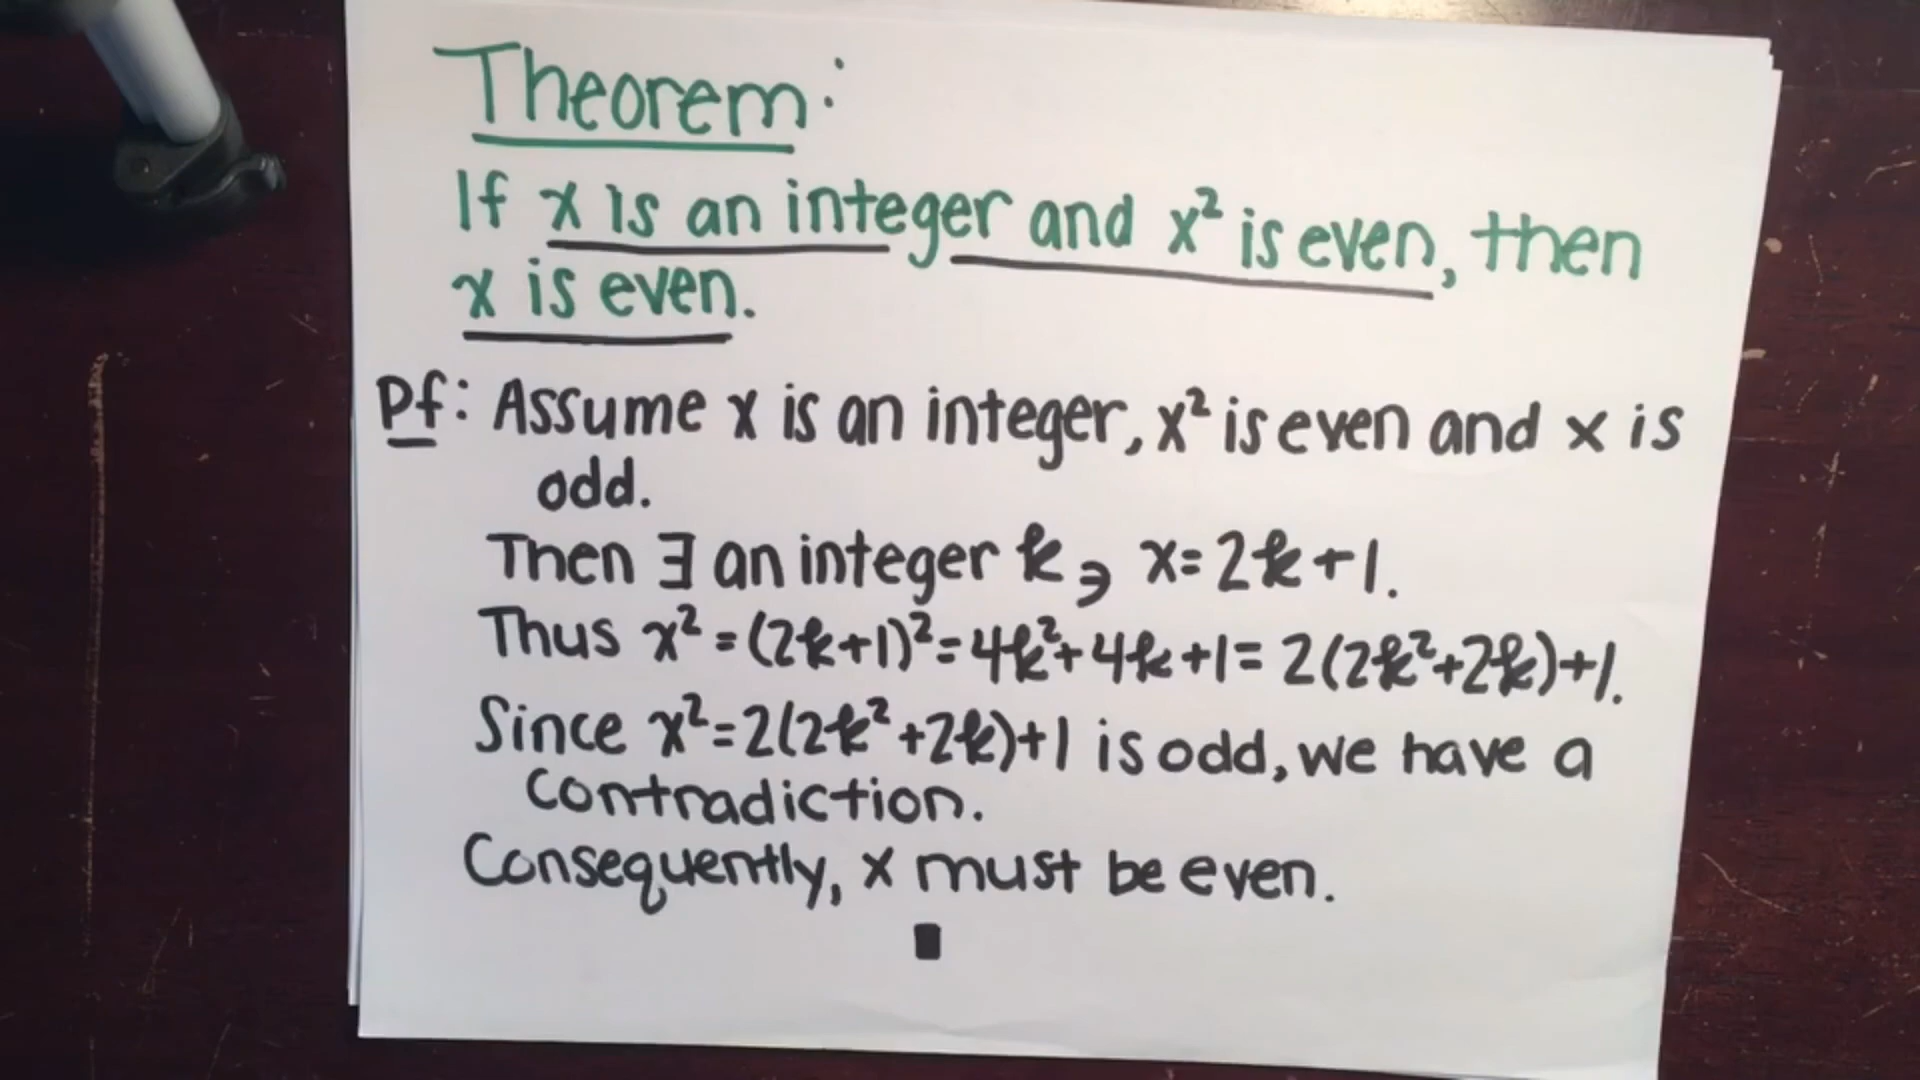 Theorem:
If x is an integer and x² is even, then
x is even.
Pf: Assume x is an integer, x² is even and x is
odd.
Then ∃ an integer k ∋ x=2k+1.
Thus x²=(2k+1)²=4k²+4k+1=2(2k²+2k)+1.
Since x²=2(2k²+2k)+1 is odd, we have a
contradiction.
Consequently, x must be even.
∎